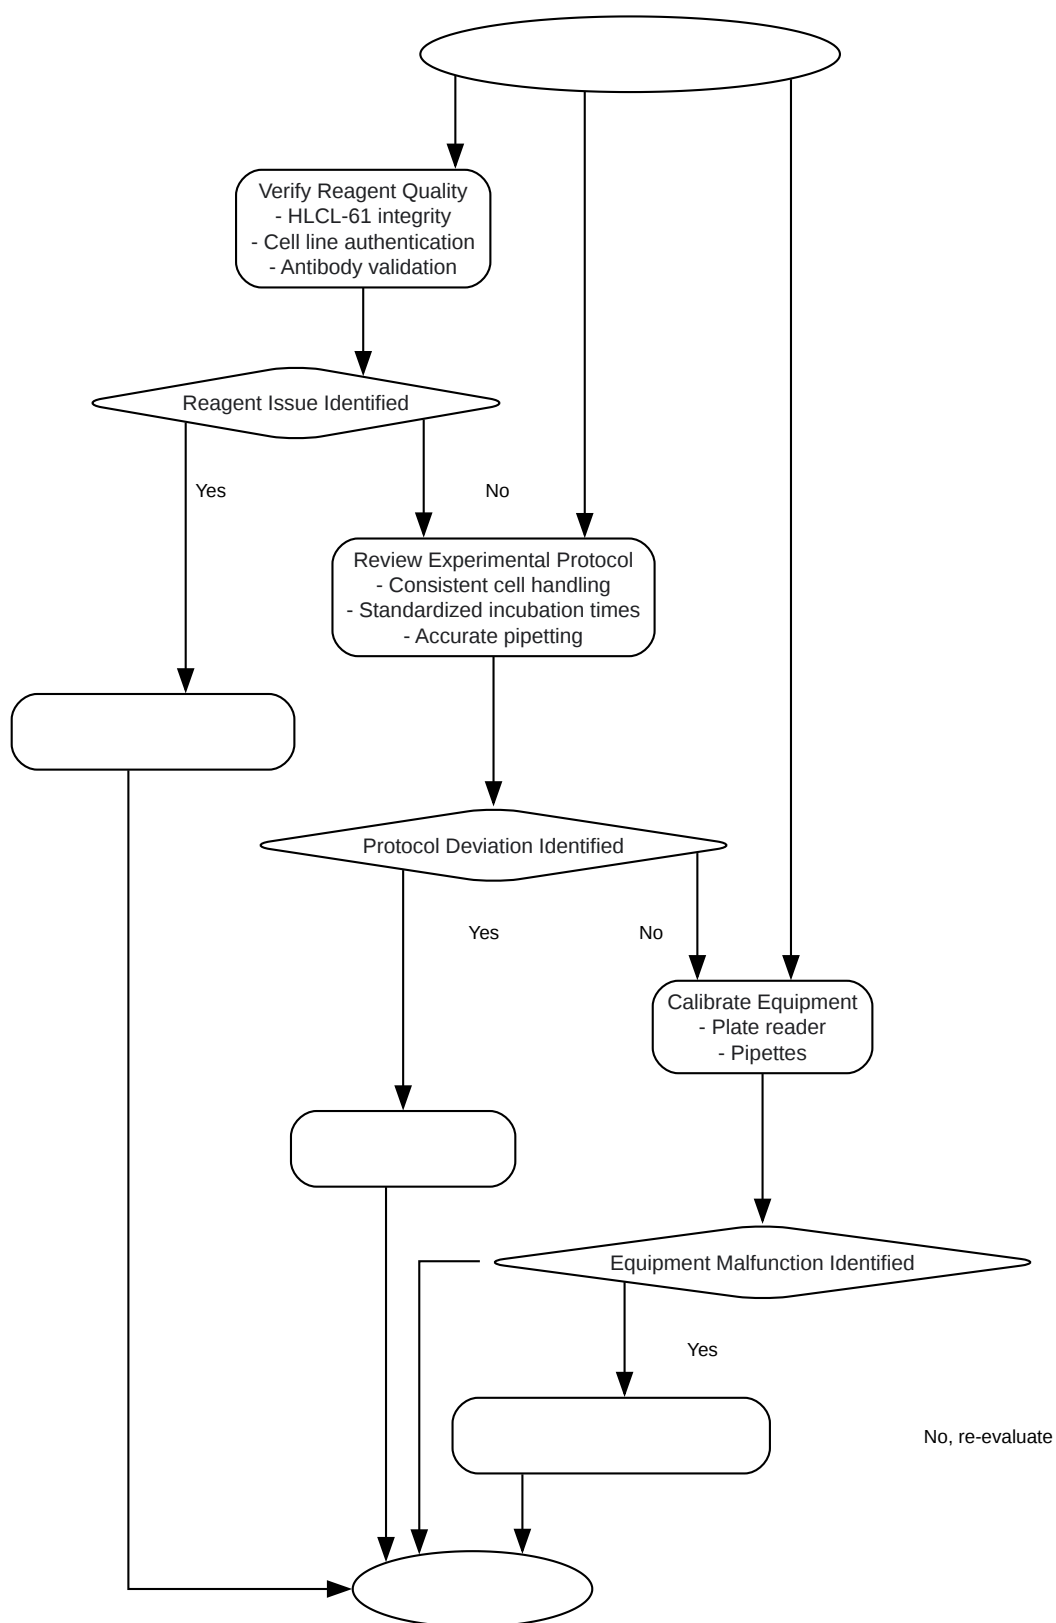 Verify Reagent Quality
- HLCL-61 integrity
- Cell line authentication
- Antibody validation
Reagent Issue Identified
Yes
No
Review Experimental Protocol
- Consistent cell handling
- Standardized incubation times
- Accurate pipetting
Protocol Deviation Identified
Yes
No
Calibrate Equipment
- Plate reader
- Pipettes
Equipment Malfunction Identified
Yes
No, re-evaluate